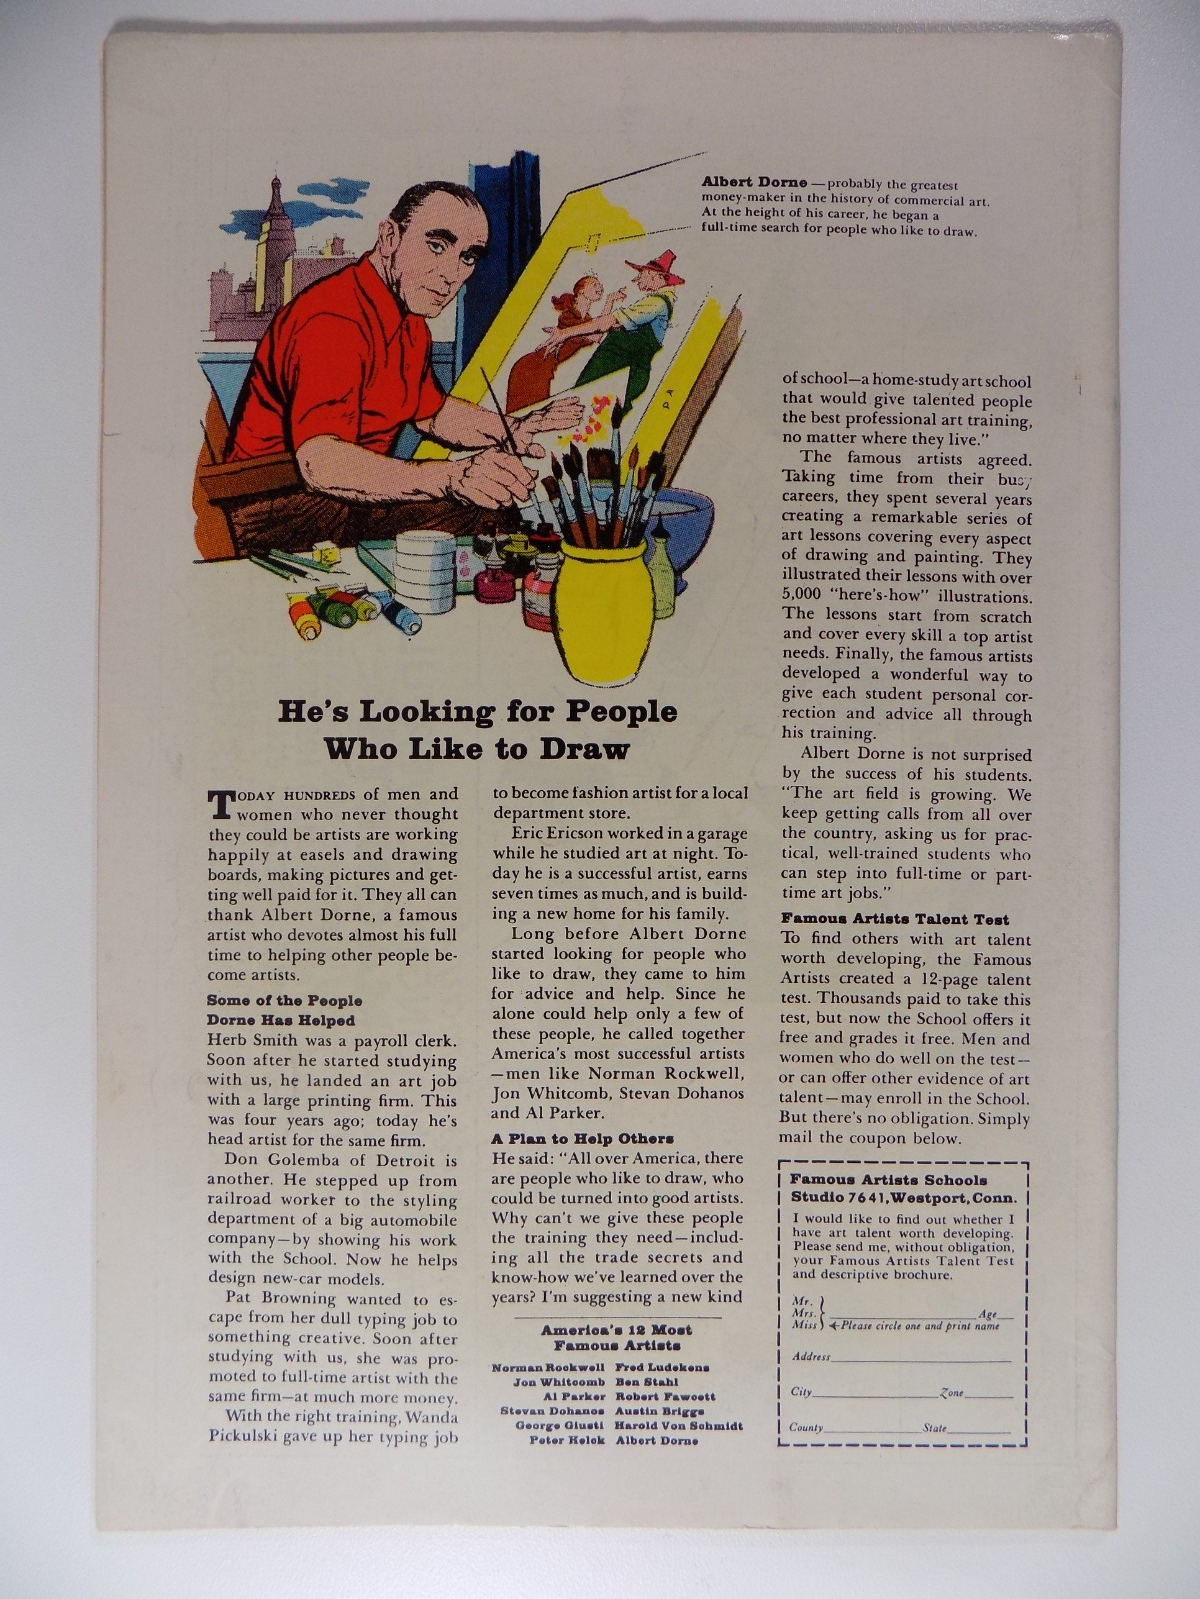 Albert Dorne — probably the greatest
money-maker in the history of commercial art.
At the height of his career, he began a
full-time search for people who like to draw.
He's Looking for People
Who Like to Draw
TODAY HUNDREDS of men and
women who never thought
they could be artists are working
happily at easels and drawing
boards, making pictures and get-
ting well paid for it. They all can
thank Albert Dorne, a famous
artist who devotes almost his full
time to helping other people be-
come artists.
Some of the People
Dorne Has Helped
Herb Smith was a payroll clerk.
Soon after he started studying
with us, he landed an art job
with a large printing firm. This
was four years ago; today he's
head artist for the same firm.
Don Golemba of Detroit is
another. He stepped up from
railroad worker to the styling
department of a big automobile
company—by showing his work
with the School. Now he helps
design new-car models.
Pat Browning wanted to es-
cape from her dull typing job to
something creative. Soon after
studying with us, she was pro-
moted to full-time artist with the
same firm—at much more money.
With the right training, Wanda
Pickulski gave up her typing job
to become fashion artist for a local
department store.
Eric Ericson worked in a garage
while he studied art at night. To-
day he is a successful artist, earns
seven times as much, and is build-
ing a new home for his family.
Long before Albert Dorne
started looking for people who
like to draw, they came to him
for advice and help. Since he
alone could help only a few of
these people, he called together
America's most successful artists
—men like Norman Rockwell,
Jon Whitcomb, Stevan Dohanos
and Al Parker.
A Plan to Help Others
He said: "All over America, there
are people who like to draw, who
could be turned into good artists.
Why can't we give these people
the training they need—includ-
ing all the trade secrets and
know-how we've learned over the
years? I'm suggesting a new kind
America's 12 Most
Famous Artists
Norman Rockwell Fred Ludekens
Jon Whitcomb Ben Stahl
Al Parker Robert Fawcett
Stevan Dohanos Austin Briggs
George Giusti Harold Von Schmidt
Peter Helck Albert Dorne
of school—a home-study art school
that would give talented people
the best professional art training,
no matter where they live."
The famous artists agreed.
Taking time from their busy
careers, they spent several years
creating a remarkable series of
art lessons covering every aspect
of drawing and painting. They
illustrated their lessons with over
5,000 "here's-how" illustrations.
The lessons start from scratch
and cover every skill a top artist
needs. Finally, the famous artists
developed a wonderful way to
give each student personal cor-
rection and advice all through
his training.
Albert Dorne is not surprised
by the success of his students.
"The art field is growing. We
keep getting calls from all over
the country, asking us for prac-
tical, well-trained students who
can step into full-time or part-
time art jobs."
Famous Artists Talent Test
To find others with art talent
worth developing, the Famous
Artists created a 12-page talent
test. Thousands paid to take this
test, but now the School offers it
free and grades it free. Men and
women who do well on the test—
or can offer other evidence of art
talent—may enroll in the School.
But there's no obligation. Simply
mail the coupon below.
Famous Artists Schools
Studio 7641, Westport, Conn.
I would like to find out whether I
have art talent worth developing.
Please send me, without obligation,
your Famous Artists Talent Test
and descriptive brochure.
Mr.
Mrs. Age
Miss Please circle one and print name
Address
City Zone
County State